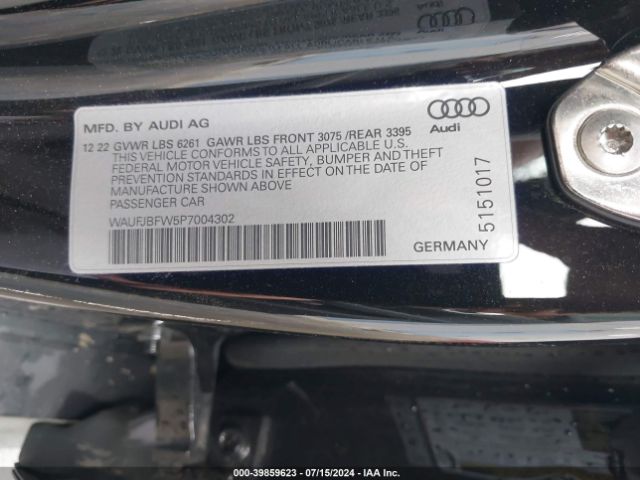 MFD. BY AUDI AG
Audi
12 22 GVWR LBS 6261 GAWR LBS FRONT 3075 /REAR 3395
THIS VEHICLE CONFORMS TO ALL APPLICABLE U.S.
FEDERAL MOTOR VEHICLE SAFETY, BUMPER AND THEFT
PREVENTION STANDARDS IN EFFECT ON THE DATE OF
MANUFACTURE SHOWN ABOVE
PASSENGER CAR
WAUFJBFW5P7004302
GERMANY
5151017
000-39859623 - 07/15/2024 - IAA Inc.